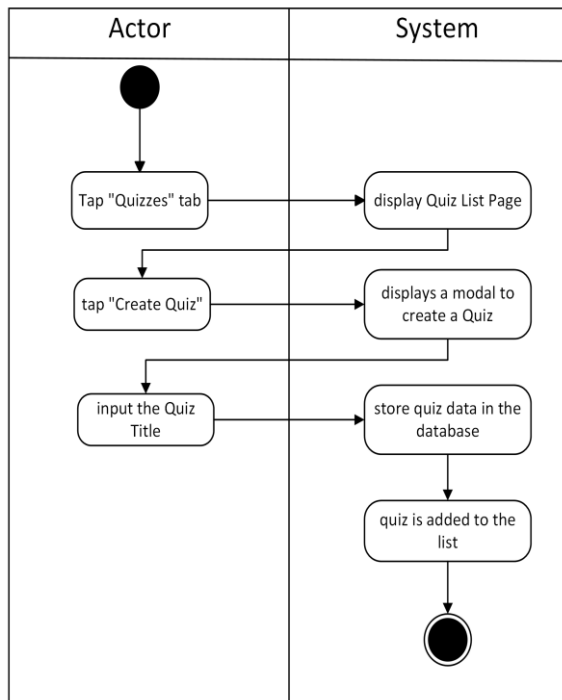 Actor
System
Tap "Quizzes" tab
display Quiz List Page
tap "Create Quiz"
displays a modal to
create a Quiz
input the Quiz
Title
store quiz data in the
database
quiz is added to the
list